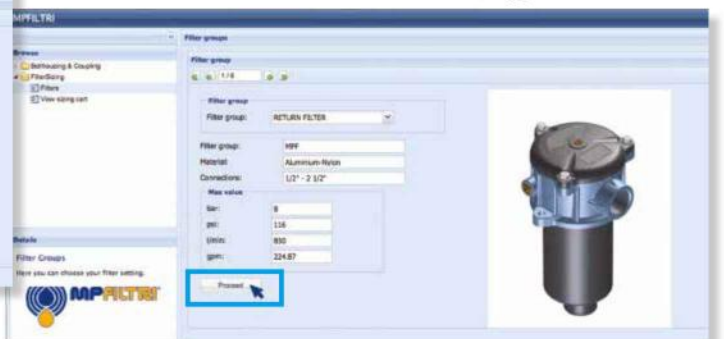 MPFILTRI
Browse
Bellhousing & Coupling
FilterSizing
Filters
View sizing cart
Details
Filter Groups
Here you can choose your filter setting.
MPFILTRI
Filter groups
Filter group
1/6
Filter group
Filter group: RETURN FILTER
Filter group: MPF
Material: Aluminium-Nylon
Connections: 1/2" - 2 1/2"
Max value
bar: 8
psi: 116
l/min: 850
gpm: 224.87
Proceed